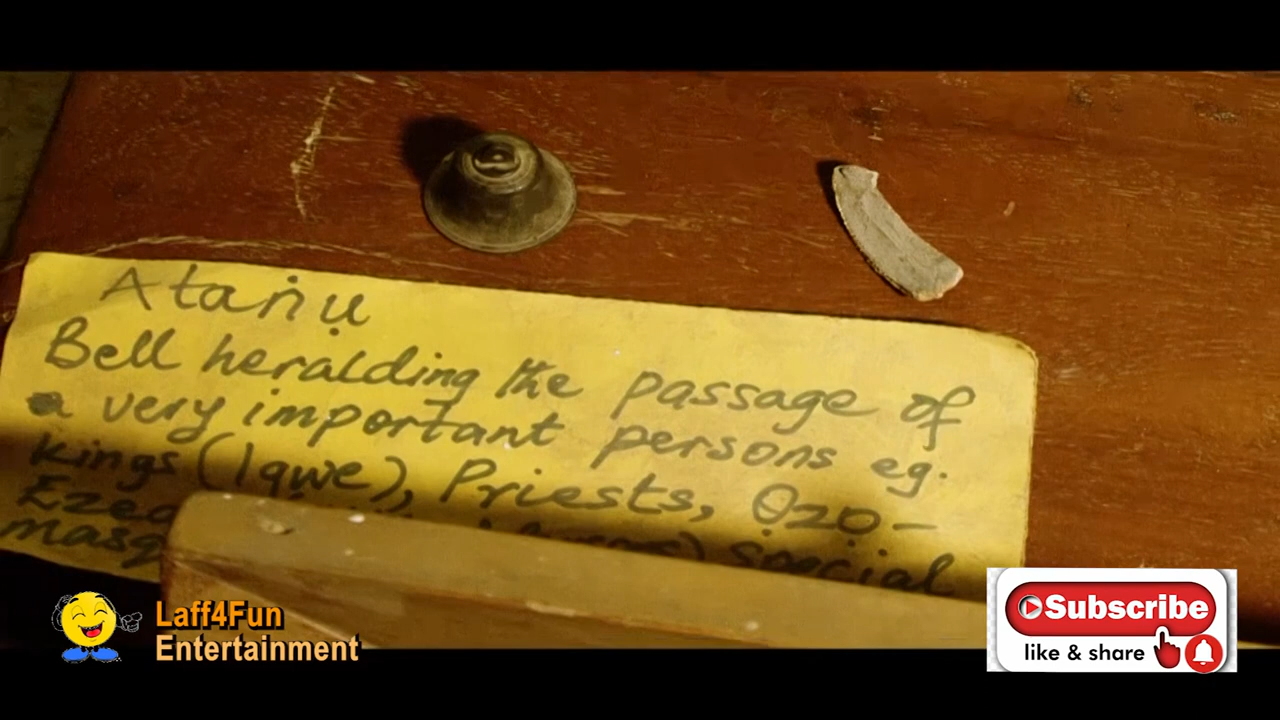 Atañụ
Bell heralding the passage of
a very important persons eg.
Kings (Igwe), Priests, Ọzọ-
special
Laff4Fun
Entertainment
Subscribe
like & share